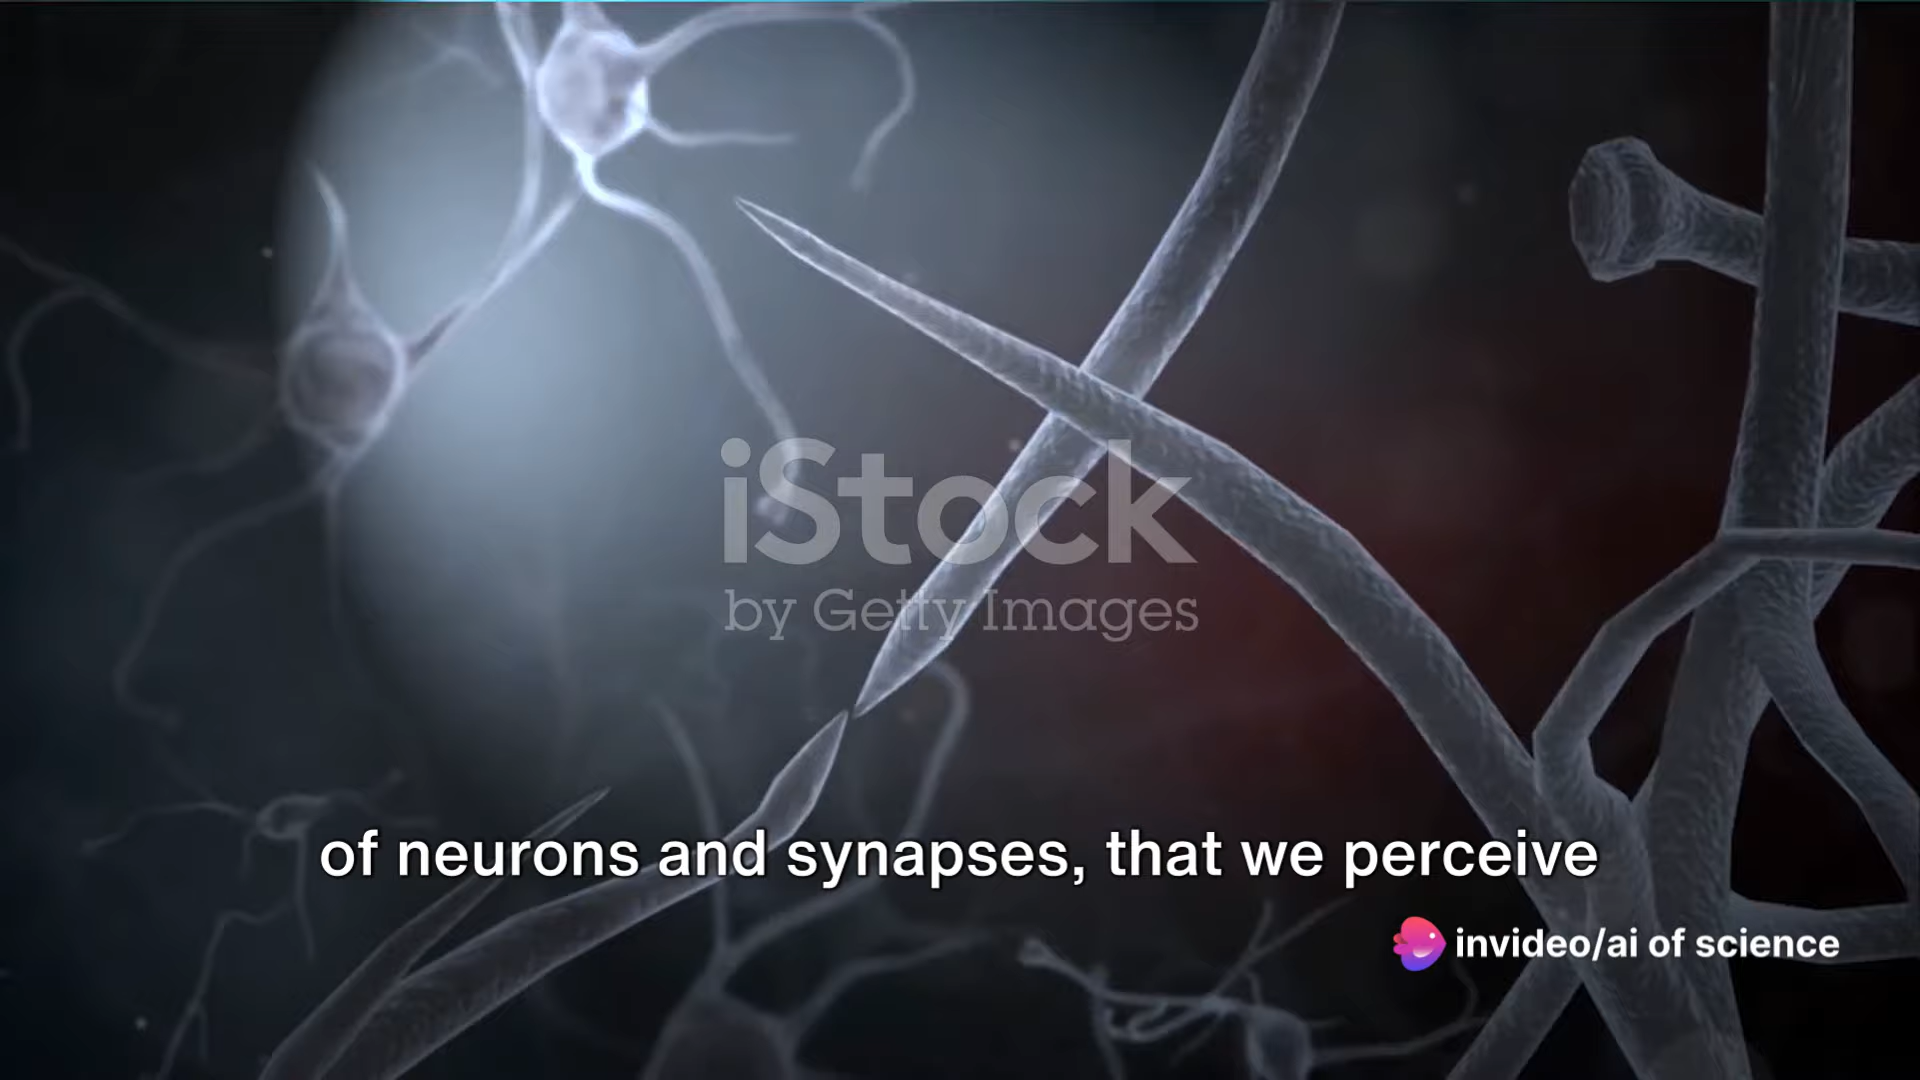 iStock
by Getty Images
of neurons and synapses, that we perceive
invideo/ai of science